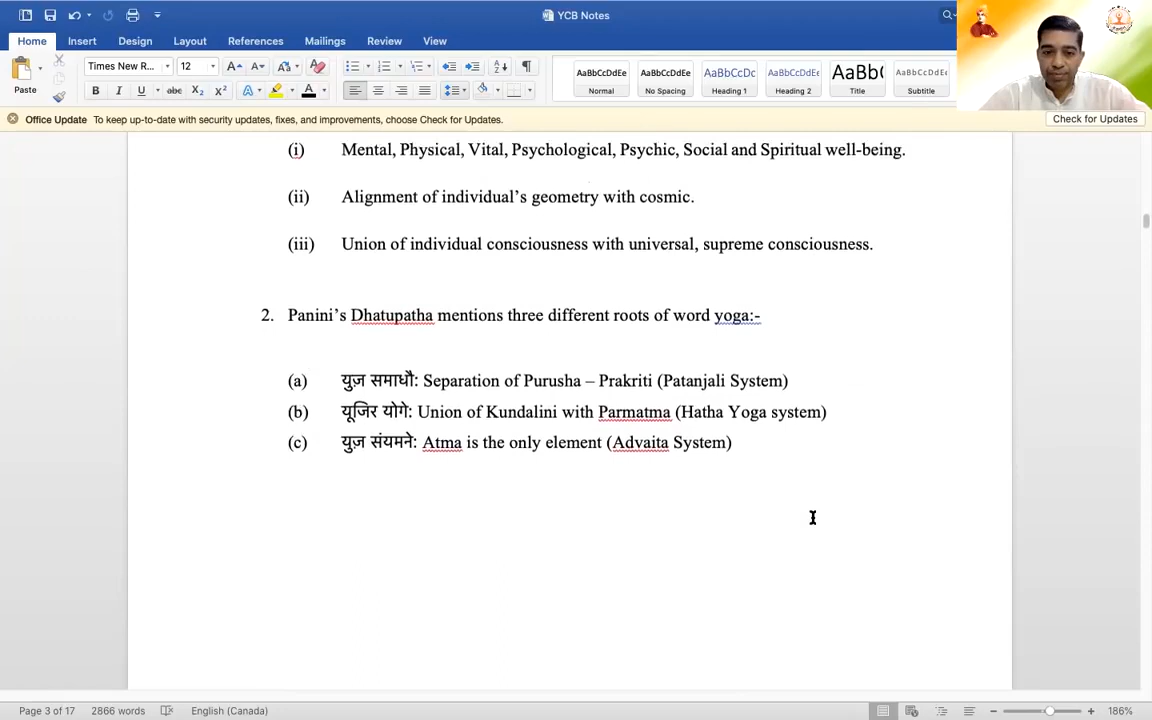 YCB Notes
Home Insert Design Layout References Mailings Review View
Times New R... 12
Paste
AaBbCcDdEe AaBbCcDdEe AaBbCcDc AaBbCcDdEe AaBb( AaBbCcDdEe
Normal No Spacing Heading 1 Heading 2 Title Subtitle
Office Update To keep up-to-date with security updates, fixes, and improvements, choose Check for Updates. Check for Updates
(i) Mental, Physical, Vital, Psychological, Psychic, Social and Spiritual well-being.
(ii) Alignment of individual’s geometry with cosmic.
(iii) Union of individual consciousness with universal, supreme consciousness.
2. Panini’s Dhatupatha mentions three different roots of word yoga:-
(a) युज़ समाधौ: Separation of Purusha – Prakriti (Patanjali System)
(b) यूजिर योगे: Union of Kundalini with Parmatma (Hatha Yoga system)
(c) युज़ संयमने: Atma is the only element (Advaita System)
Page 3 of 17 2866 words English (Canada) 186%